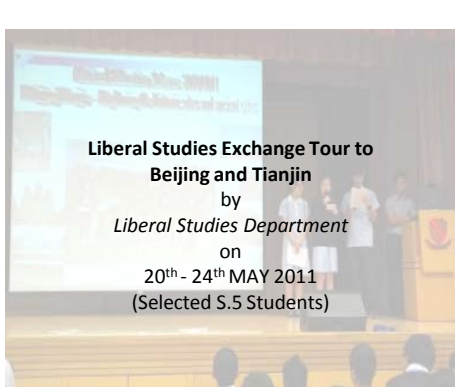 Liberal Studies Exchange Tour to
Beijing and Tianjin
by
Liberal Studies Department
on
20th - 24th MAY 2011
(Selected S.5 Students)